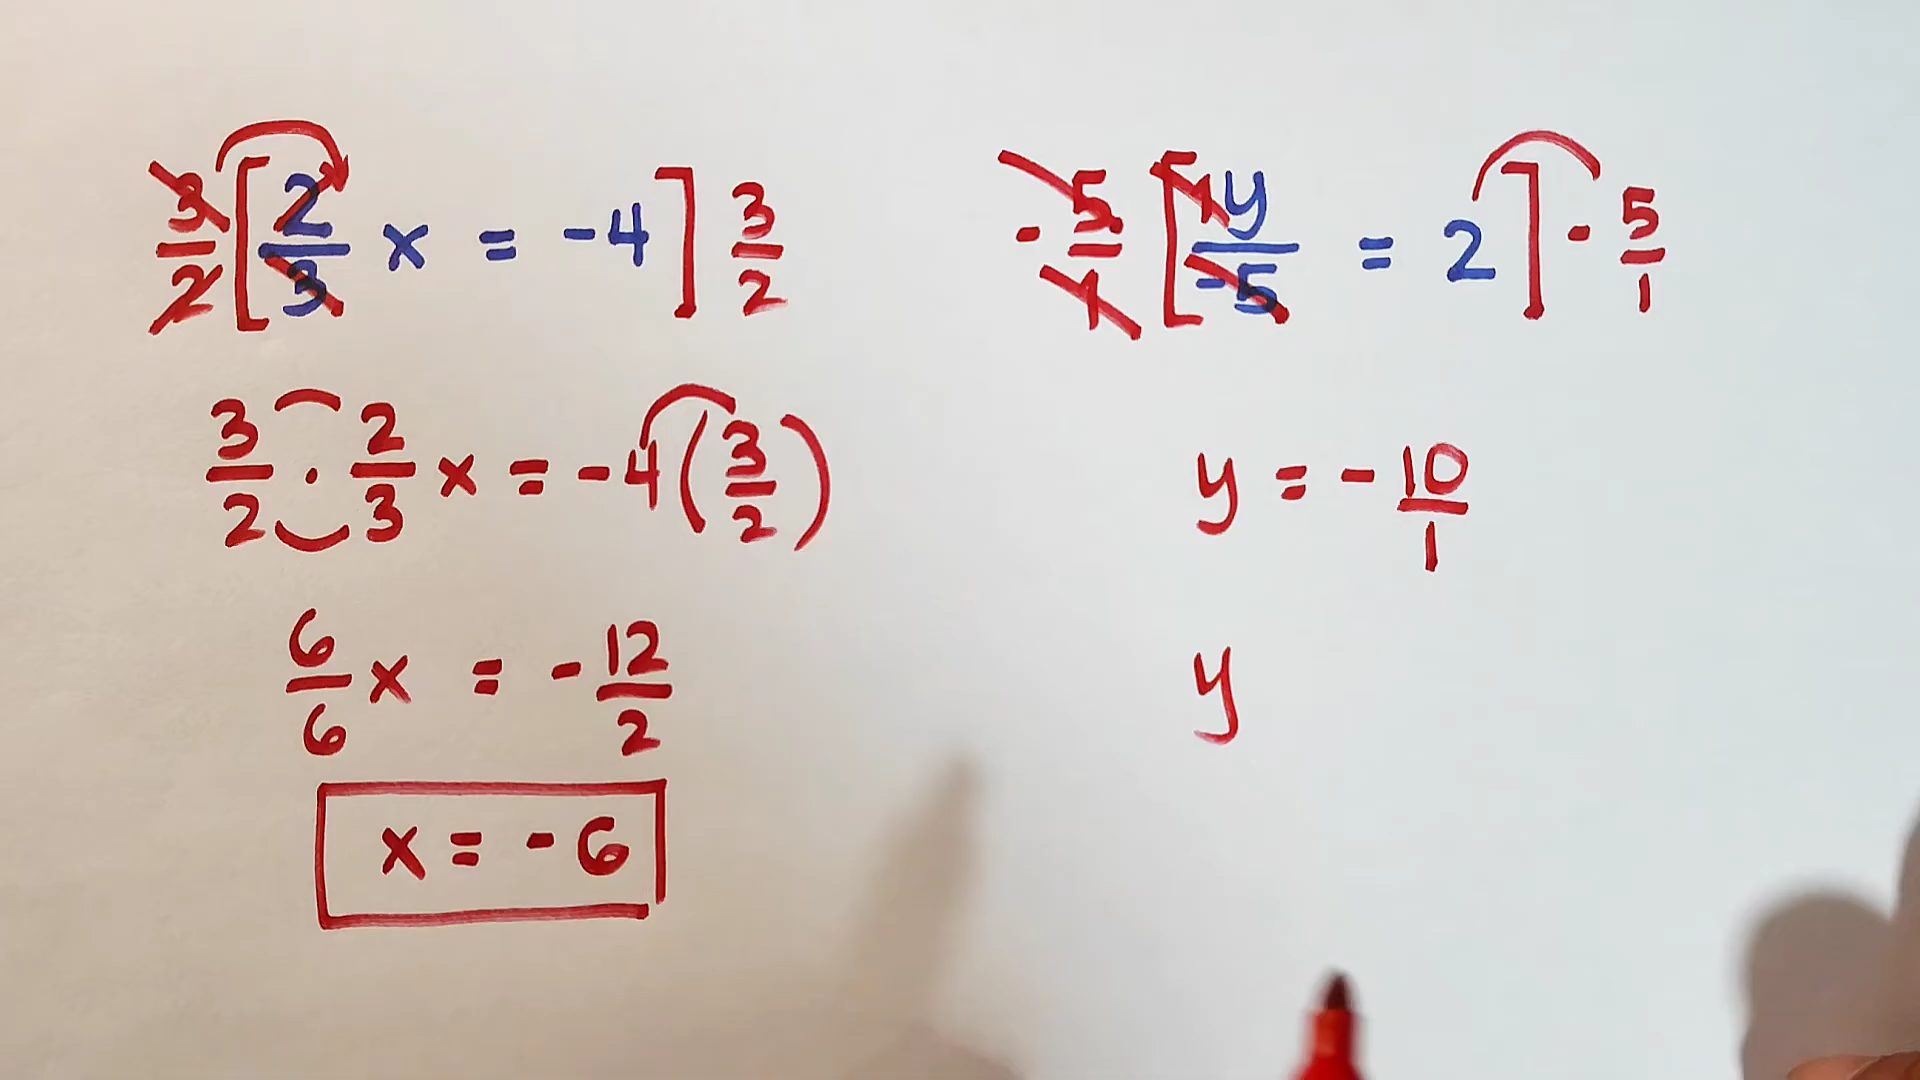 3/2 [ 2/3 x = -4 ] 3/2
3/2 · 2/3 x = -4 ( 3/2 )
6/6 x = - 12/2
x = - 6
- 5/1 [ 1y/-5 = 2 ] - 5/1
y = - 10/1
y